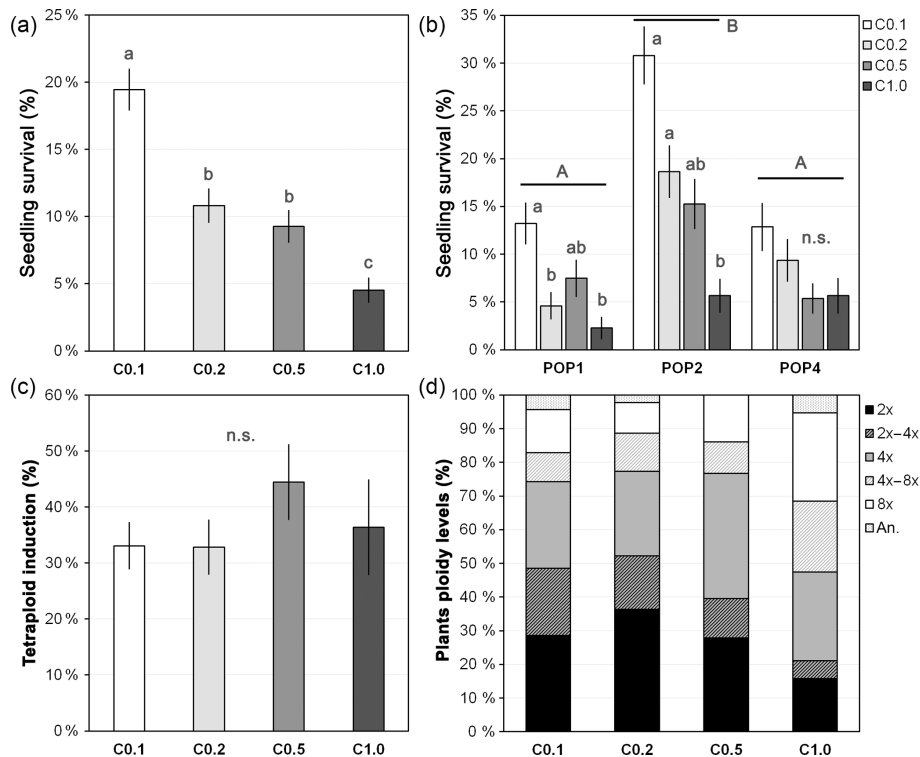 (a)
Seedling survival (%)
25 %
20 %
15 %
10 %
5 %
0 %
a
b
b
c
C0.1 C0.2 C0.5 C1.0
(b)
Seedling survival (%)
35 %
30 %
25 %
20 %
15 %
10 %
5 %
0 %
A
a
b
ab
b
B
a
a
ab
b
A
n.s.
POP1 POP2 POP4
C0.1
C0.2
C0.5
C1.0
(c)
Tetraploid induction (%)
60 %
50 %
40 %
30 %
20 %
10 %
0 %
n.s.
C0.1 C0.2 C0.5 C1.0
(d)
Plants ploidy levels (%)
100 %
90 %
80 %
70 %
60 %
50 %
40 %
30 %
20 %
10 %
0 %
C0.1 C0.2 C0.5 C1.0
2x
2x–4x
4x
4x–8x
8x
An.